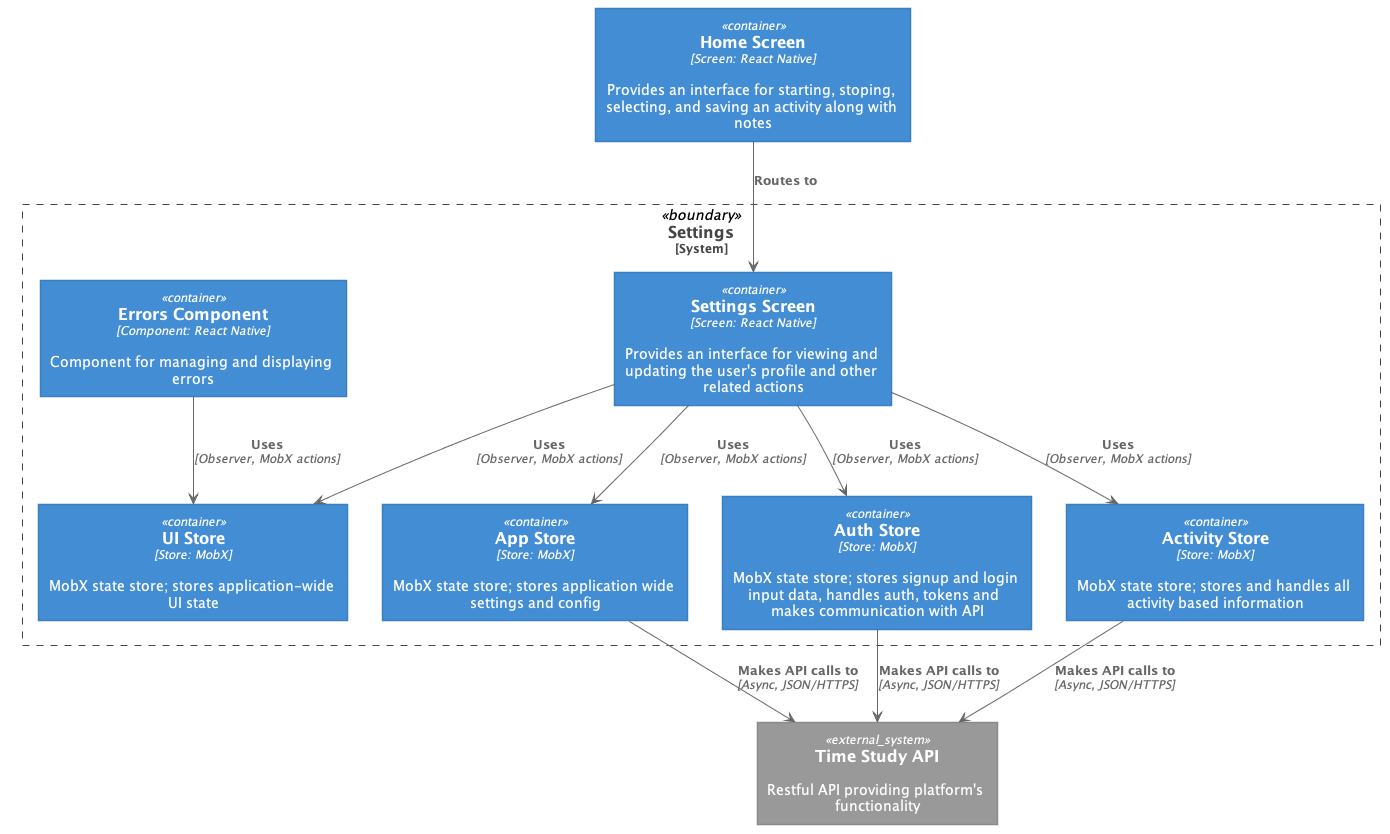 «container»
Home Screen
[Screen: React Native]
Provides an interface for starting, stoping,
selecting, and saving an activity along with
notes
Routes to
«boundary»
Settings
[System]
«container»
Errors Component
[Component: React Native]
Component for managing and displaying
errors
«container»
Settings Screen
[Screen: React Native]
Provides an interface for viewing and
updating the user's profile and other
related actions
Uses
[Observer, MobX actions]
Uses
[Observer, MobX actions]
Uses
[Observer, MobX actions]
Uses
[Observer, MobX actions]
Uses
[Observer, MobX actions]
«container»
UI Store
[Store: MobX]
MobX state store; stores application-wide
UI state
«container»
App Store
[Store: MobX]
MobX state store; stores application wide
settings and config
«container»
Auth Store
[Store: MobX]
MobX state store; stores signup and login
input data, handles auth, tokens and
makes communication with API
«container»
Activity Store
[Store: MobX]
MobX state store; stores and handles all
activity based information
Makes API calls to
[Async, JSON/HTTPS]
Makes API calls to
[Async, JSON/HTTPS]
Makes API calls to
[Async, JSON/HTTPS]
«external_system»
Time Study API
Restful API providing platform's
functionality